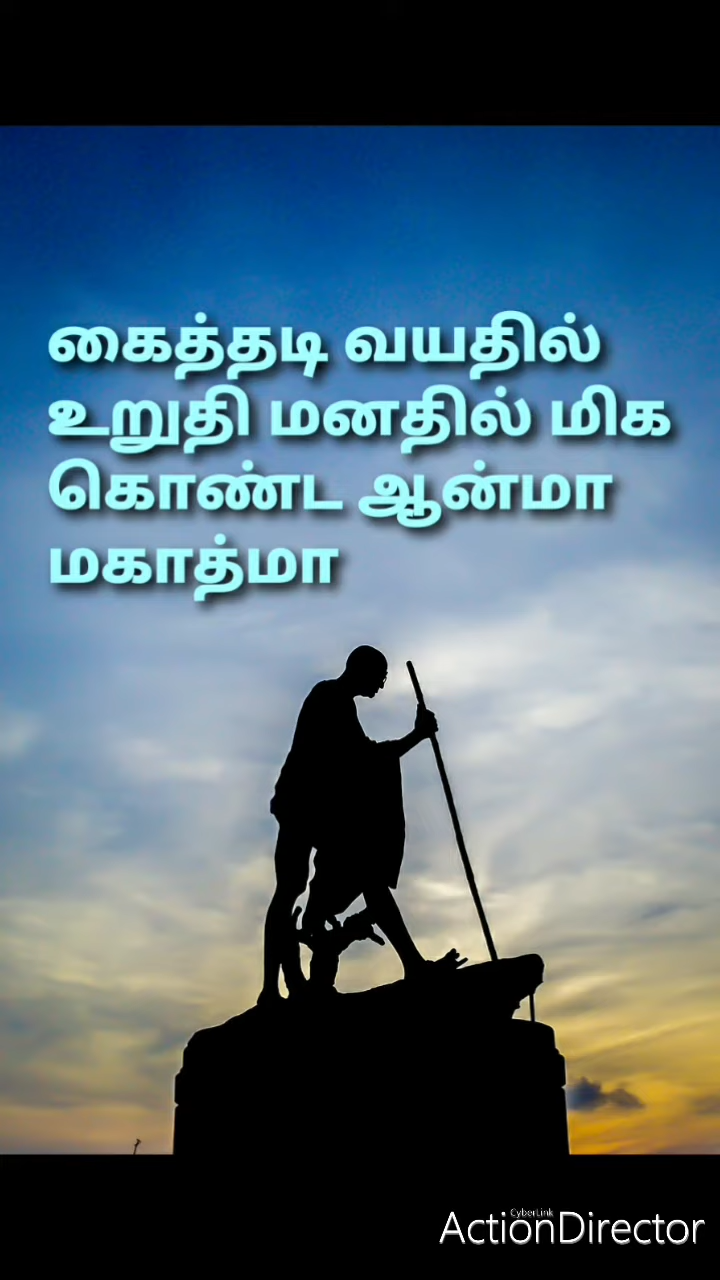 கைத்தடி வயதில்
உறுதி மனதில் மிக
கொண்ட ஆன்மா
மகாத்மா
CyberLink
ActionDirector